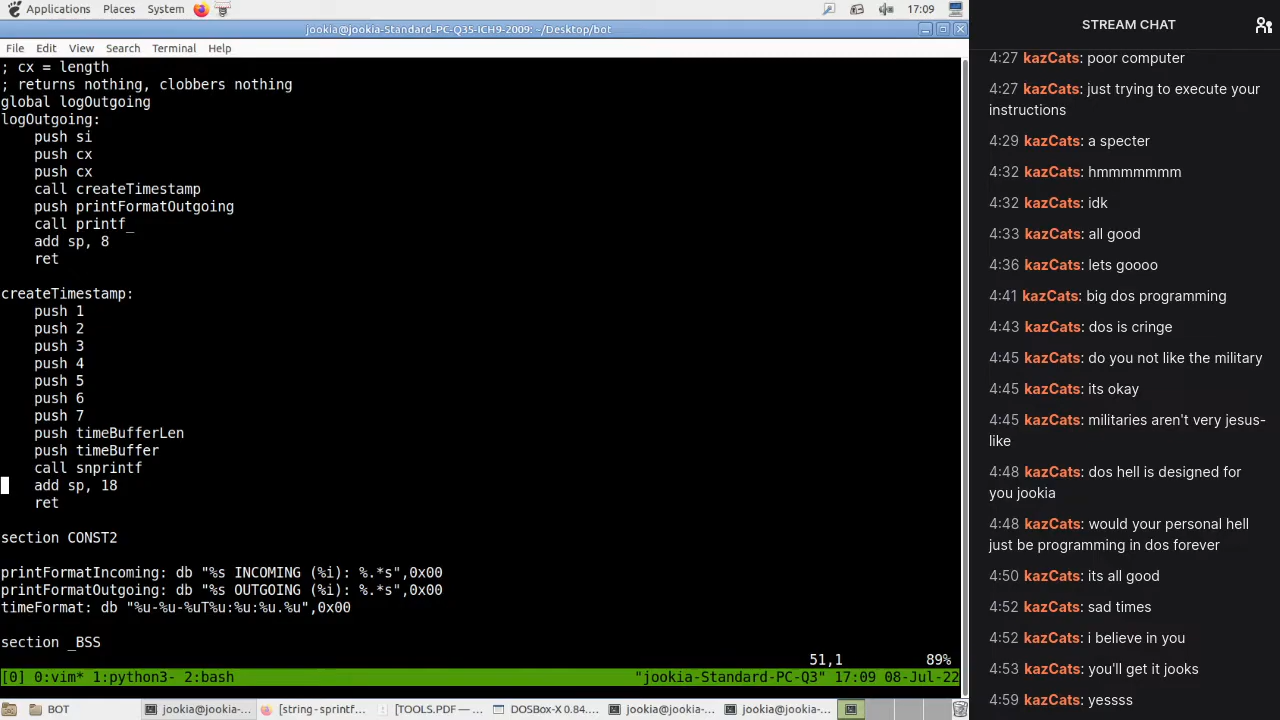 Applications Places System 17:09
jookia@jookia-Standard-PC-Q35-ICH9-2009: ~/Desktop/bot
File Edit View Search Terminal Help
; cx = length
; returns nothing, clobbers nothing
global logOutgoing
logOutgoing:
push si
push cx
push cx
call createTimestamp
push printFormatOutgoing
call printf_
add sp, 8
ret
createTimestamp:
push 1
push 2
push 3
push 4
push 5
push 6
push 7
push timeBufferLen
push timeBuffer
call snprintf
add sp, 18
ret
section CONST2
printFormatIncoming: db "%s INCOMING (%i): %.*s",0x00
printFormatOutgoing: db "%s OUTGOING (%i): %.*s",0x00
timeFormat: db "%u-%u-%uT%u:%u:%u.%u",0x00
section _BSS
51,1 89%
[0] 0:vim* 1:python3- 2:bash "jookia-Standard-PC-Q3" 17:09 08-Jul-22
BOT jookia@jookia-... [string - sprintf... [TOOLS.PDF — ... DOSBox-X 0.84.... jookia@jookia-... jookia@jookia-...
STREAM CHAT
4:27 kazCats: poor computer
4:27 kazCats: just trying to execute your
instructions
4:29 kazCats: a specter
4:32 kazCats: hmmmmmmm
4:32 kazCats: idk
4:33 kazCats: all good
4:36 kazCats: lets goooo
4:41 kazCats: big dos programming
4:43 kazCats: dos is cringe
4:45 kazCats: do you not like the military
4:45 kazCats: its okay
4:45 kazCats: militaries aren't very jesus-
like
4:48 kazCats: dos hell is designed for
you jookia
4:48 kazCats: would your personal hell
just be programming in dos forever
4:50 kazCats: its all good
4:52 kazCats: sad times
4:52 kazCats: i believe in you
4:53 kazCats: you'll get it jooks
4:59 kazCats: yessss